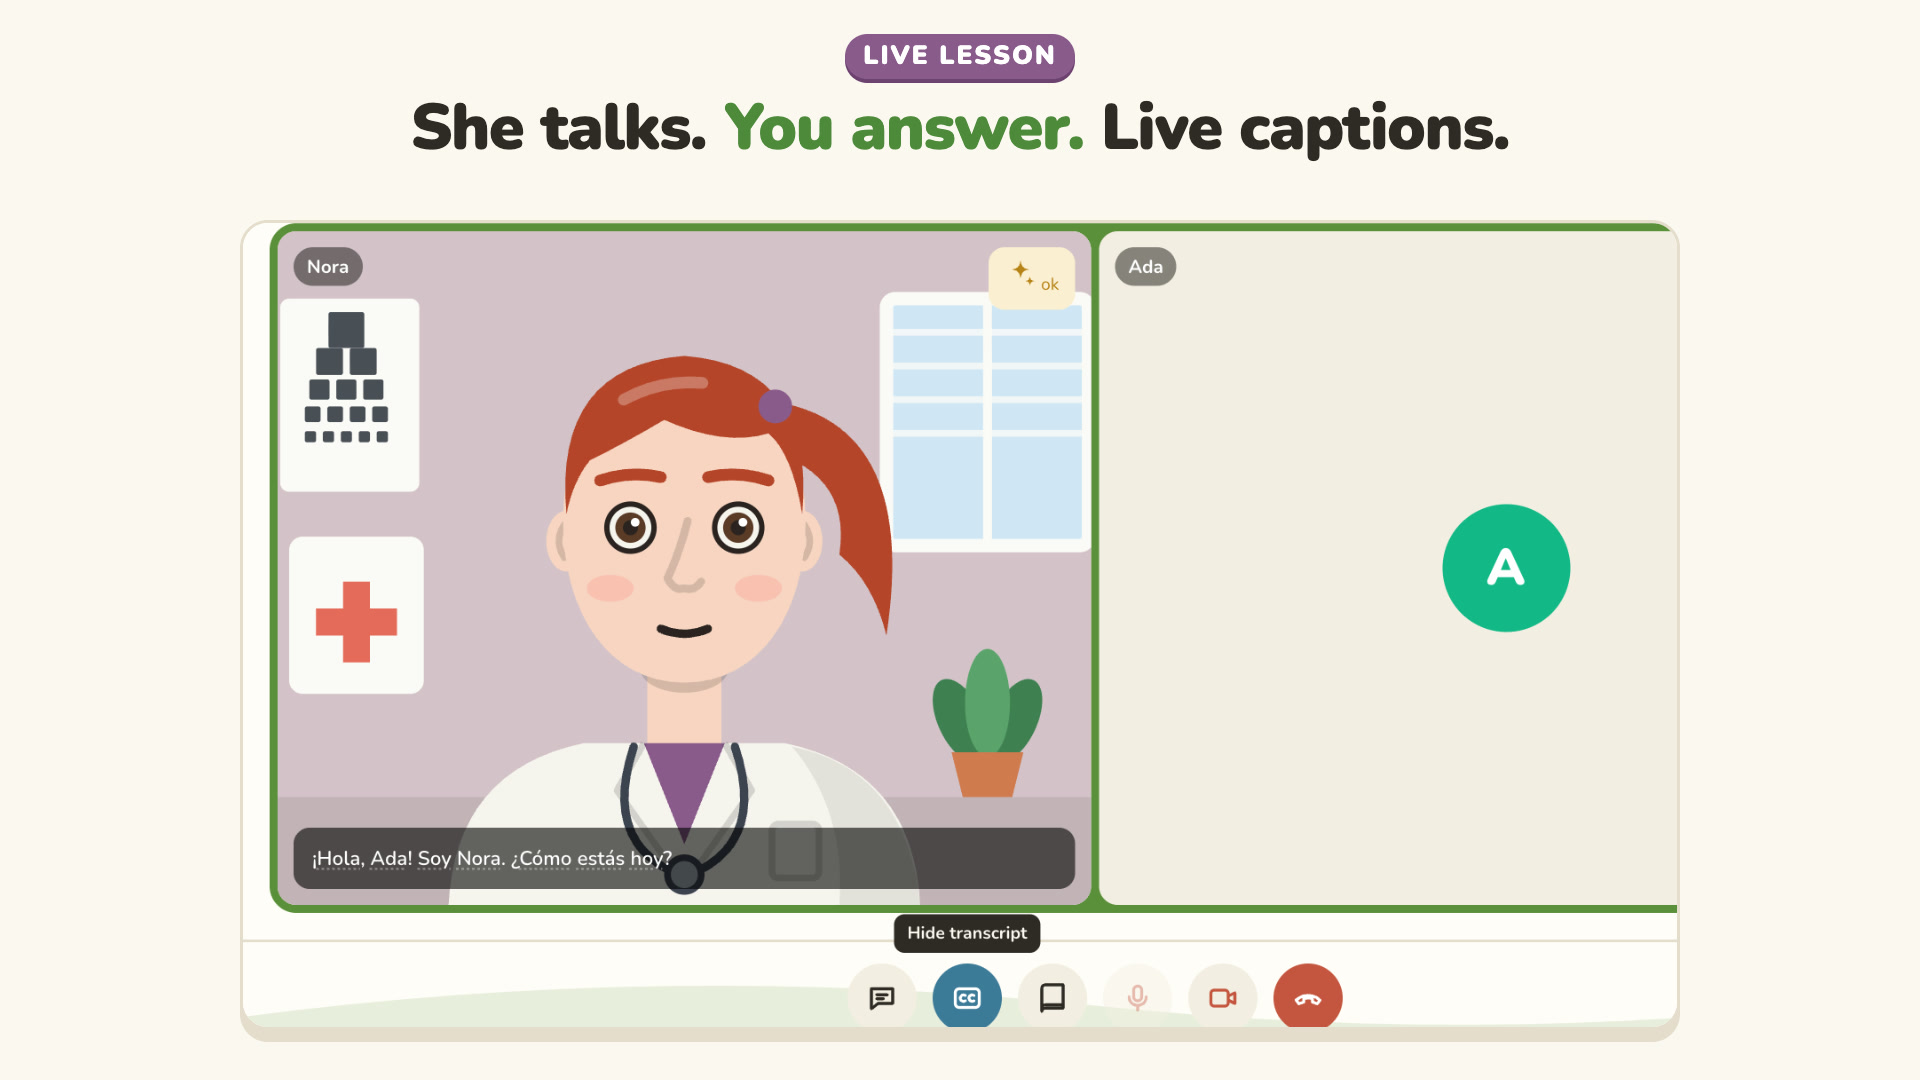 LIVE LESSON
She talks. You answer. Live captions.
Nora
ok
Ada
A
¡Hola, Ada! Soy Nora. ¿Cómo estás hoy?
Hide transcript
CC